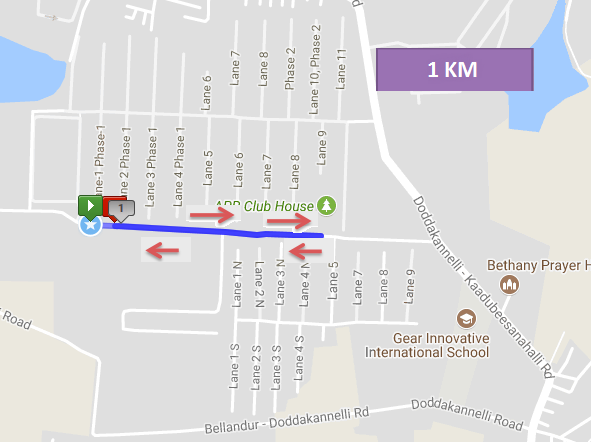 1 KM
Lane 7
Lane 8
Phase 2
Lane 10, Phase 2
Lane 11
Lane 6
Lane-1 Phase 1
Lane 2 Phase 1
Lane 3 Phase 1
Lane 4 Phase 1
Lane 5
Lane 6
Lane 7
Lane 8
Lane 9
Club House
1
Doddakannelli - Kaadubeesanahalli Rd
Lane 1 N
Lane 2 N
Lane 3 N
Lane 4 N
Lane 5
Lane 7
Lane 8
Lane 9
Bethany Prayer H
Gear Innovative
International School
Road
Lane 1 S
Lane 2 S
Lane 3 S
Lane 4 S
Bellandur - Doddakannelli Rd
Doddakannelli Road